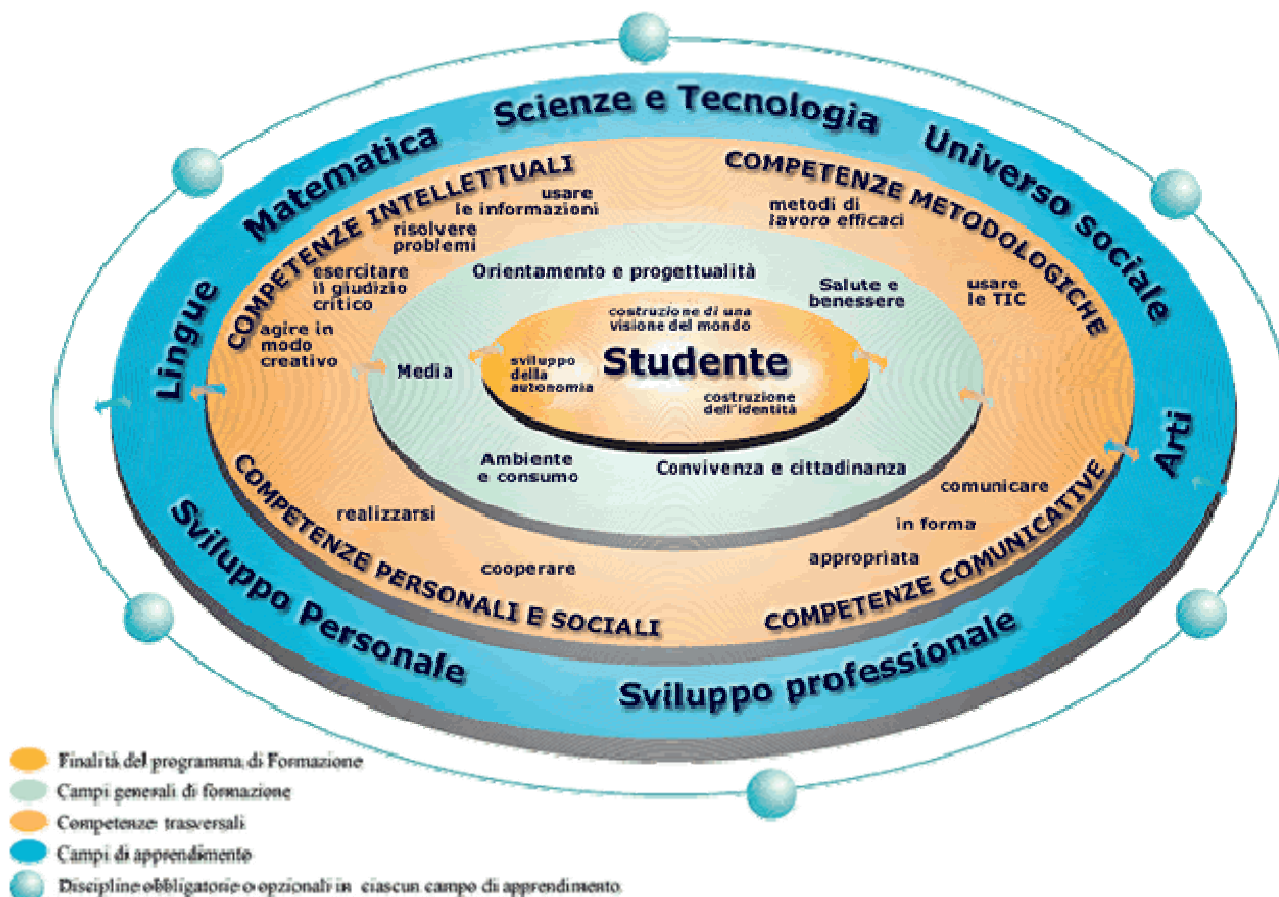 Scienze e Tecnologia
Matematica
Universo Sociale
Lingue
Arti
Sviluppo Personale
Sviluppo professionale
COMPETENZE INTELLETTUALI
usare
le informazioni
risolvere
problemi
esercitare
il giudizio
critico
agire in
modo
creativo
COMPETENZE METODOLOGICHE
metodi di
lavoro efficaci
usare
le TIC
COMPETENZE PERSONALI E SOCIALI
realizzarsi
cooperare
COMPETENZE COMUNICATIVE
comunicare
in forma
appropriata
Orientamento e progettualità
Salute e
benessere
Media
Ambiente
e consumo
Convivenza e cittadinanza
costruzione di una
visione del mondo
Studente
sviluppo
della
autonomia
costruzione
dell'identità
Finalità del programma di Formazione
Campi generali di formazione
Competenze trasversali
Campi di apprendimento
Discipline obbligatorie o opzionali in ciascun campo di apprendimento